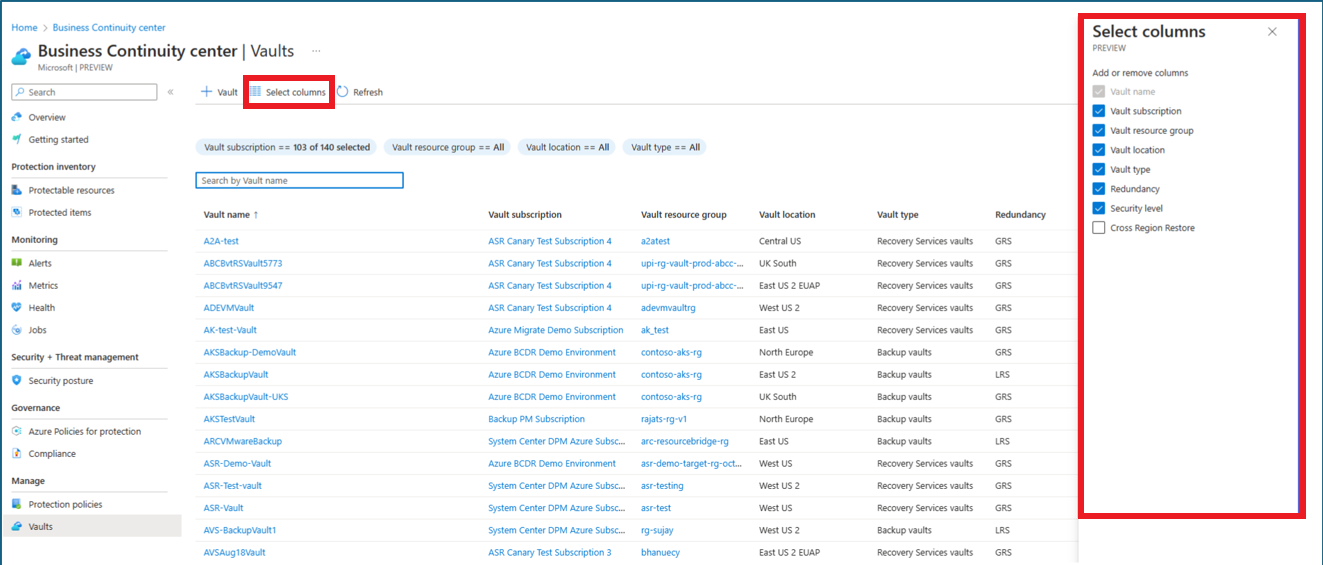 Home > Business Continuity center
Business Continuity center | Vaults ...
Microsoft | PREVIEW
Search «
Overview
Getting started
Protection inventory
Protectable resources
Protected items
Monitoring
Alerts
Metrics
Health
Jobs
Security + Threat management
Security posture
Governance
Azure Policies for protection
Compliance
Manage
Protection policies
Vaults
+ Vault Select columns Refresh
Vault subscription == 103 of 140 selected Vault resource group == All Vault location == All Vault type == All
Search by Vault name
Vault name ↑ Vault subscription Vault resource group Vault location Vault type Redundancy
A2A-test ASR Canary Test Subscription 4 a2atest Central US Recovery Services vaults GRS
ABCBvtRSVault5773 ASR Canary Test Subscription 4 upi-rg-vault-prod-abcc-... UK South Recovery Services vaults GRS
ABCBvtRSVault9547 ASR Canary Test Subscription 4 upi-rg-vault-prod-abcc-... East US 2 EUAP Recovery Services vaults GRS
ADEVMVault ASR Canary Test Subscription 4 adevmvaultrg West US 2 Recovery Services vaults GRS
AK-test-Vault Azure Migrate Demo Subscription ak_test East US Recovery Services vaults GRS
AKSBackup-DemoVault Azure BCDR Demo Environment contoso-aks-rg North Europe Backup vaults GRS
AKSBackupVault Azure BCDR Demo Environment contoso-aks-rg East US 2 Backup vaults LRS
AKSBackupVault-UKS Azure BCDR Demo Environment contoso-aks-rg UK South Backup vaults GRS
AKSTestVault Backup PM Subscription rajats-rg-v1 North Europe Backup vaults GRS
ARCVMwareBackup System Center DPM Azure Subsc... arc-resourcebridge-rg East US Backup vaults LRS
ASR-Demo-Vault Azure BCDR Demo Environment asr-demo-target-rg-oct... West US Recovery Services vaults GRS
ASR-Test-vault System Center DPM Azure Subsc... asr-testing West US 2 Recovery Services vaults GRS
ASR-Vault System Center DPM Azure Subsc... asr-test West US Recovery Services vaults GRS
AVS-BackupVault1 System Center DPM Azure Subsc... rg-sujay West US 2 Backup vaults LRS
AVSAug18Vault ASR Canary Test Subscription 3 bhanuecy East US 2 EUAP Recovery Services vaults GRS
Select columns
PREVIEW
Add or remove columns
Vault name
Vault subscription
Vault resource group
Vault location
Vault type
Redundancy
Security level
Cross Region Restore